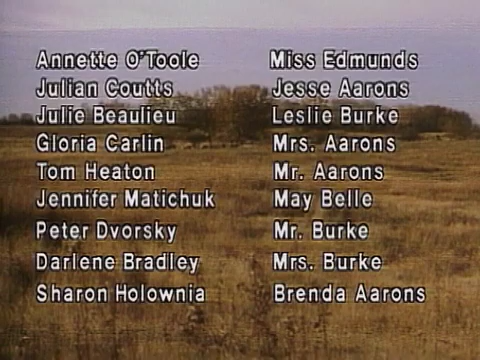 Annette O'Toole Miss Edmunds
Julian Coutts Jesse Aarons
Julie Beaulieu Leslie Burke
Gloria Carlin Mrs. Aarons
Tom Heaton Mr. Aarons
Jennifer Matichuk May Belle
Peter Dvorsky Mr. Burke
Darlene Bradley Mrs. Burke
Sharon Holownia Brenda Aarons